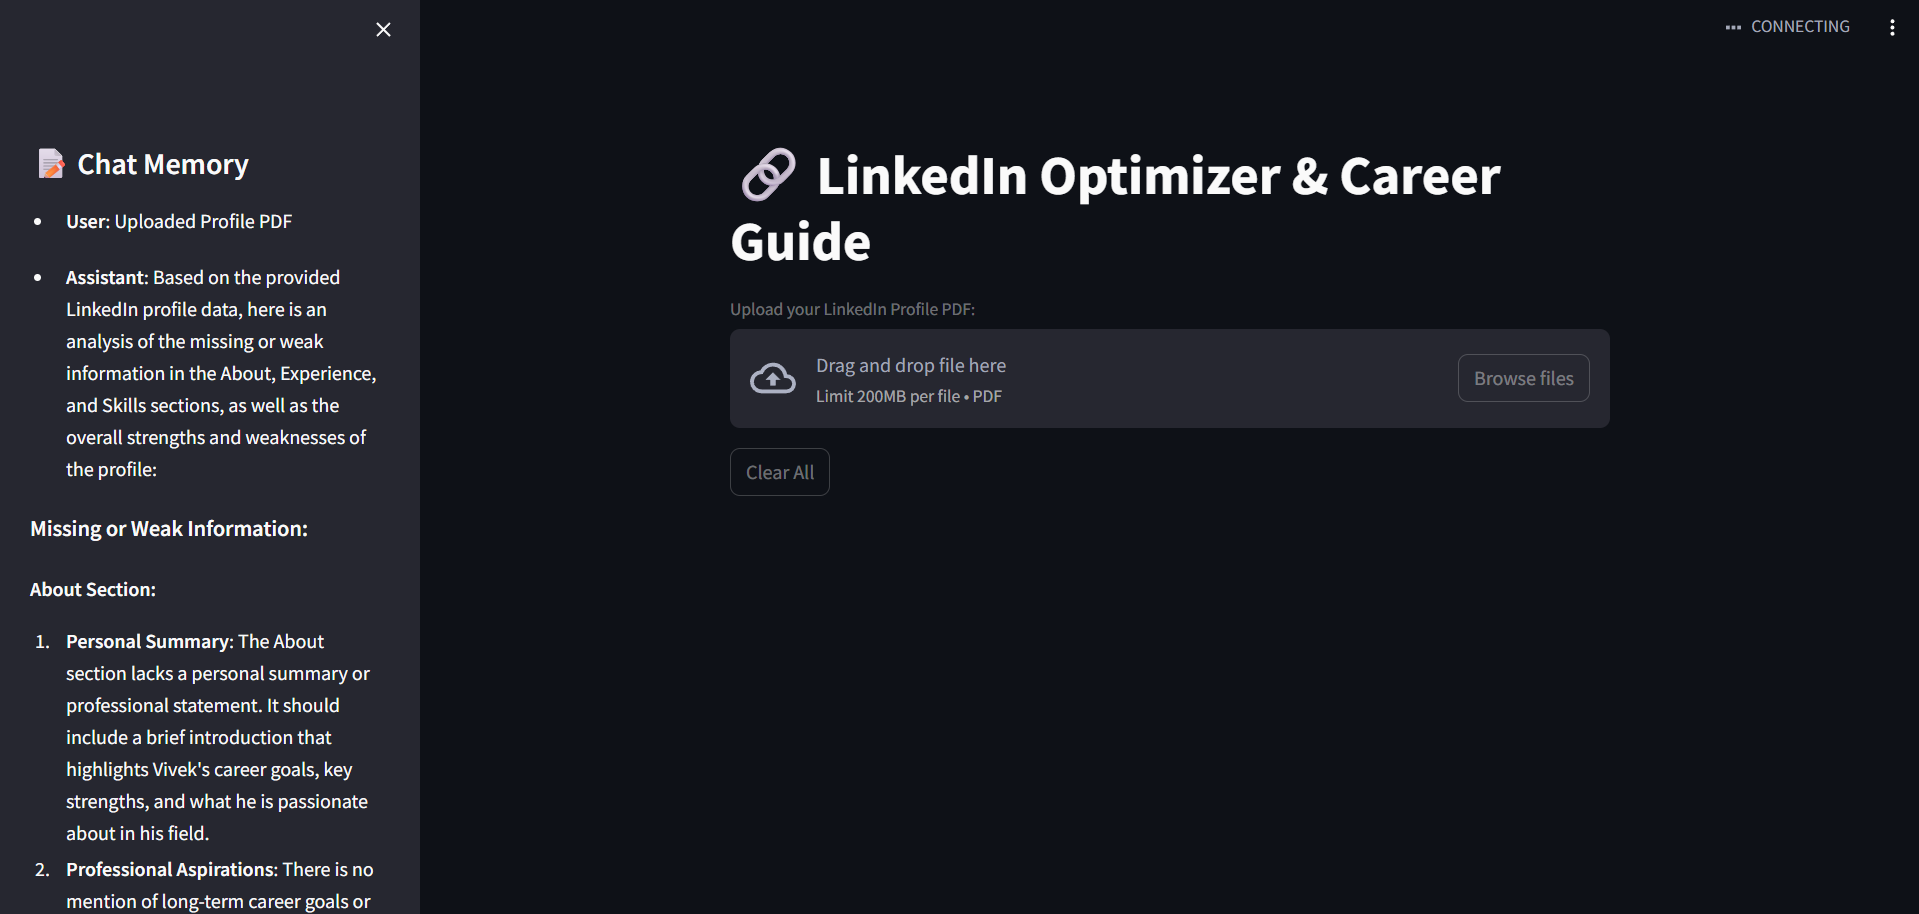 Chat Memory
User: Uploaded Profile PDF
Assistant: Based on the provided
LinkedIn profile data, here is an
analysis of the missing or weak
information in the About, Experience,
and Skills sections, as well as the
overall strengths and weaknesses of
the profile:
Missing or Weak Information:
About Section:
1. Personal Summary: The About
section lacks a personal summary or
professional statement. It should
include a brief introduction that
highlights Vivek's career goals, key
strengths, and what he is passionate
about in his field.
2. Professional Aspirations: There is no
mention of long-term career goals or
CONNECTING
LinkedIn Optimizer & Career
Guide
Upload your LinkedIn Profile PDF:
Drag and drop file here
Limit 200MB per file • PDF
Browse files
Clear All